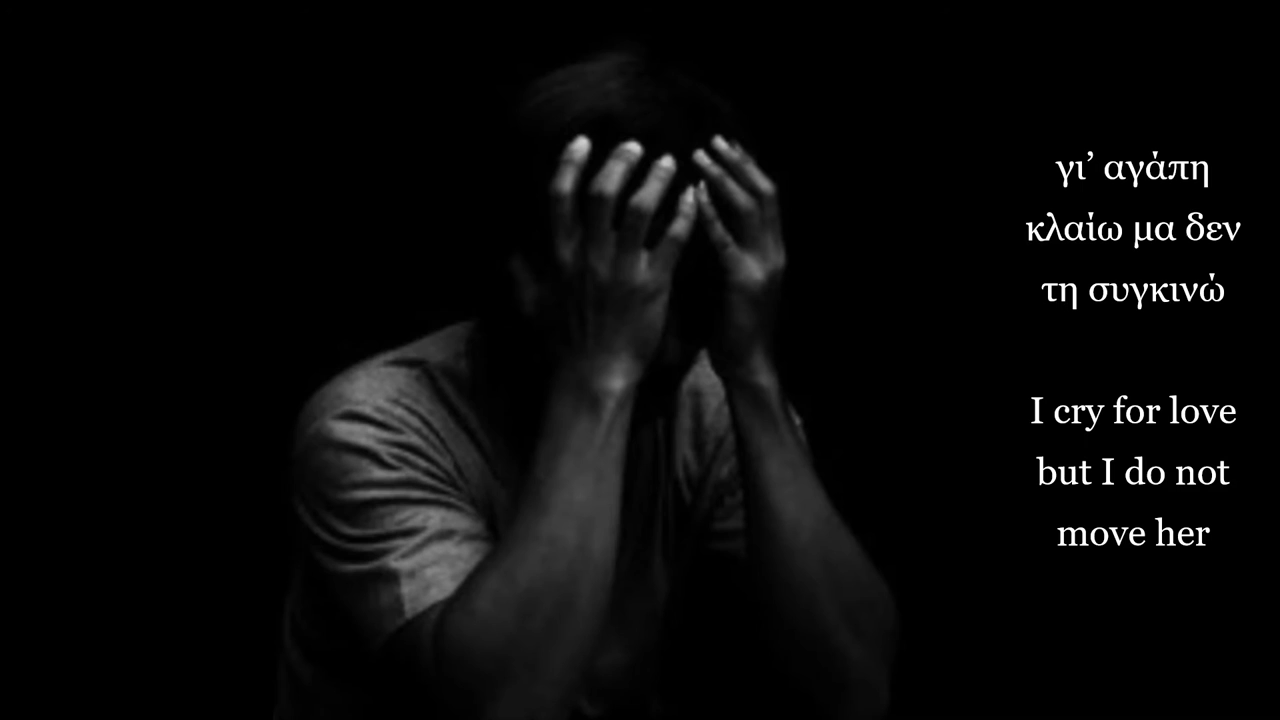 γι’ αγάπη
κλαίω μα δεν
τη συγκινώ
I cry for love
but I do not
move her